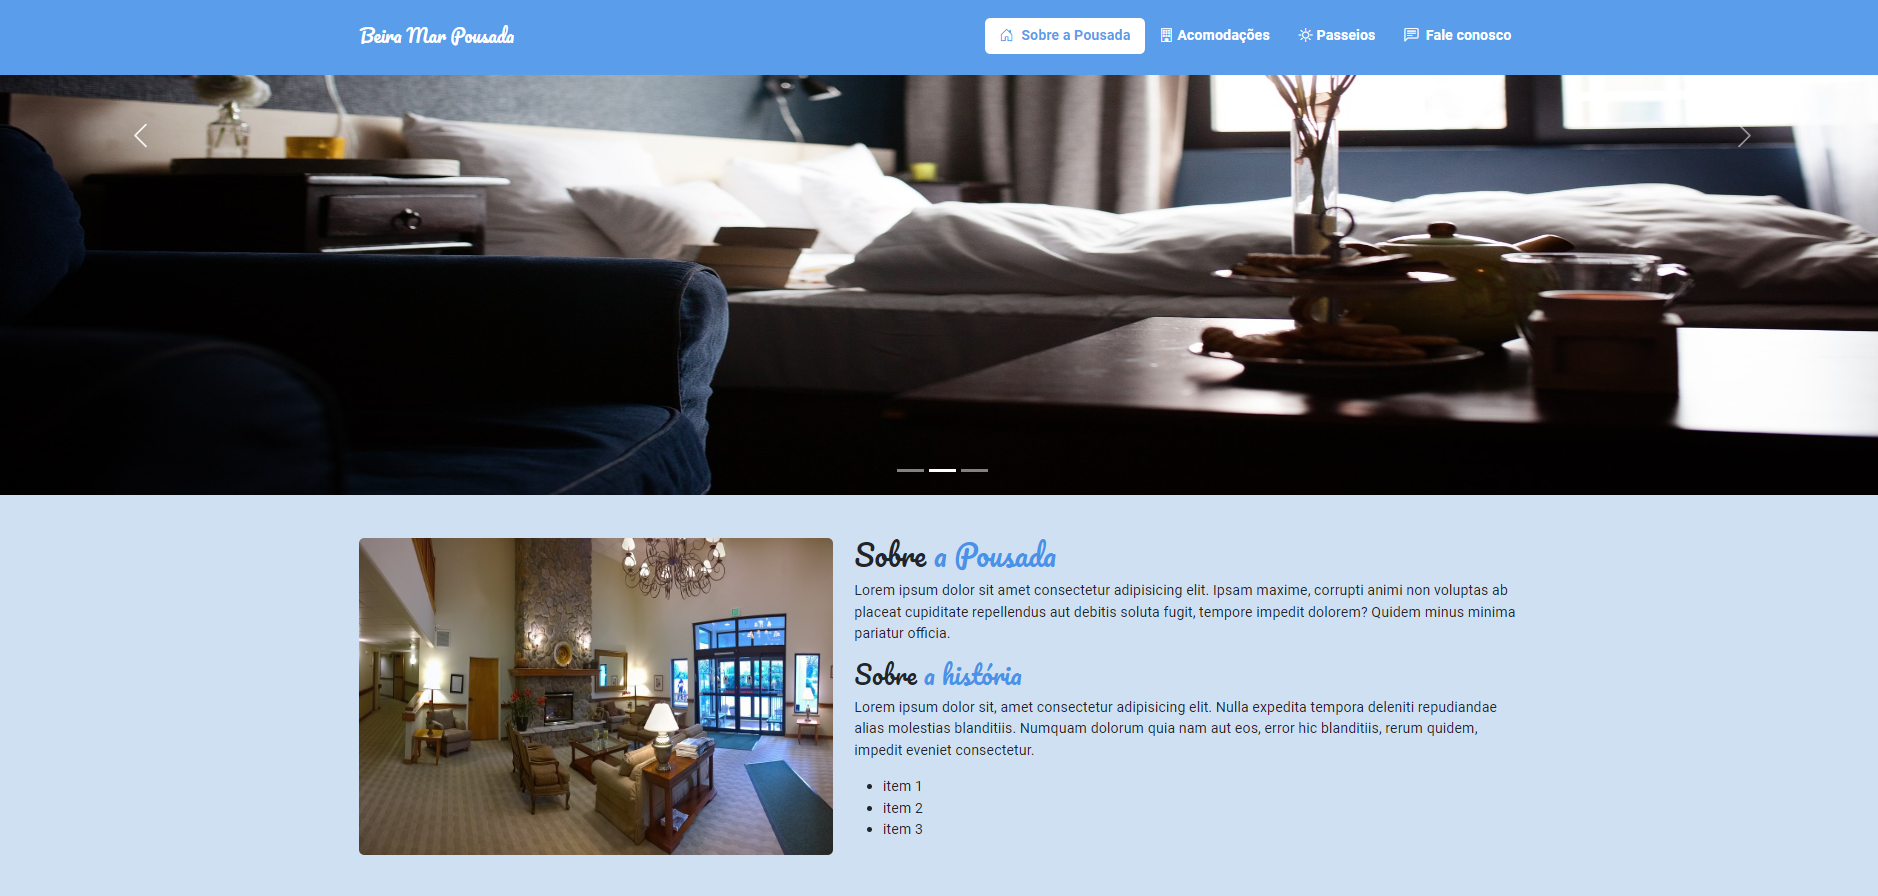 Beira Mar Pousada
Sobre a Pousada
Acomodações
Passeios
Fale conosco
Sobre a Pousada
Lorem ipsum dolor sit amet consectetur adipisicing elit. Ipsam maxime, corrupti animi non voluptas ab
placeat cupiditate repellendus aut debitis soluta fugit, tempore impedit dolorem? Quidem minus minima
pariatur officia.
Sobre a história
Lorem ipsum dolor sit, amet consectetur adipisicing elit. Nulla expedita tempora deleniti repudiandae
alias molestias blanditiis. Numquam dolorum quia nam aut eos, error hic blanditiis, rerum quidem,
impedit eveniet consectetur.
item 1
item 2
item 3